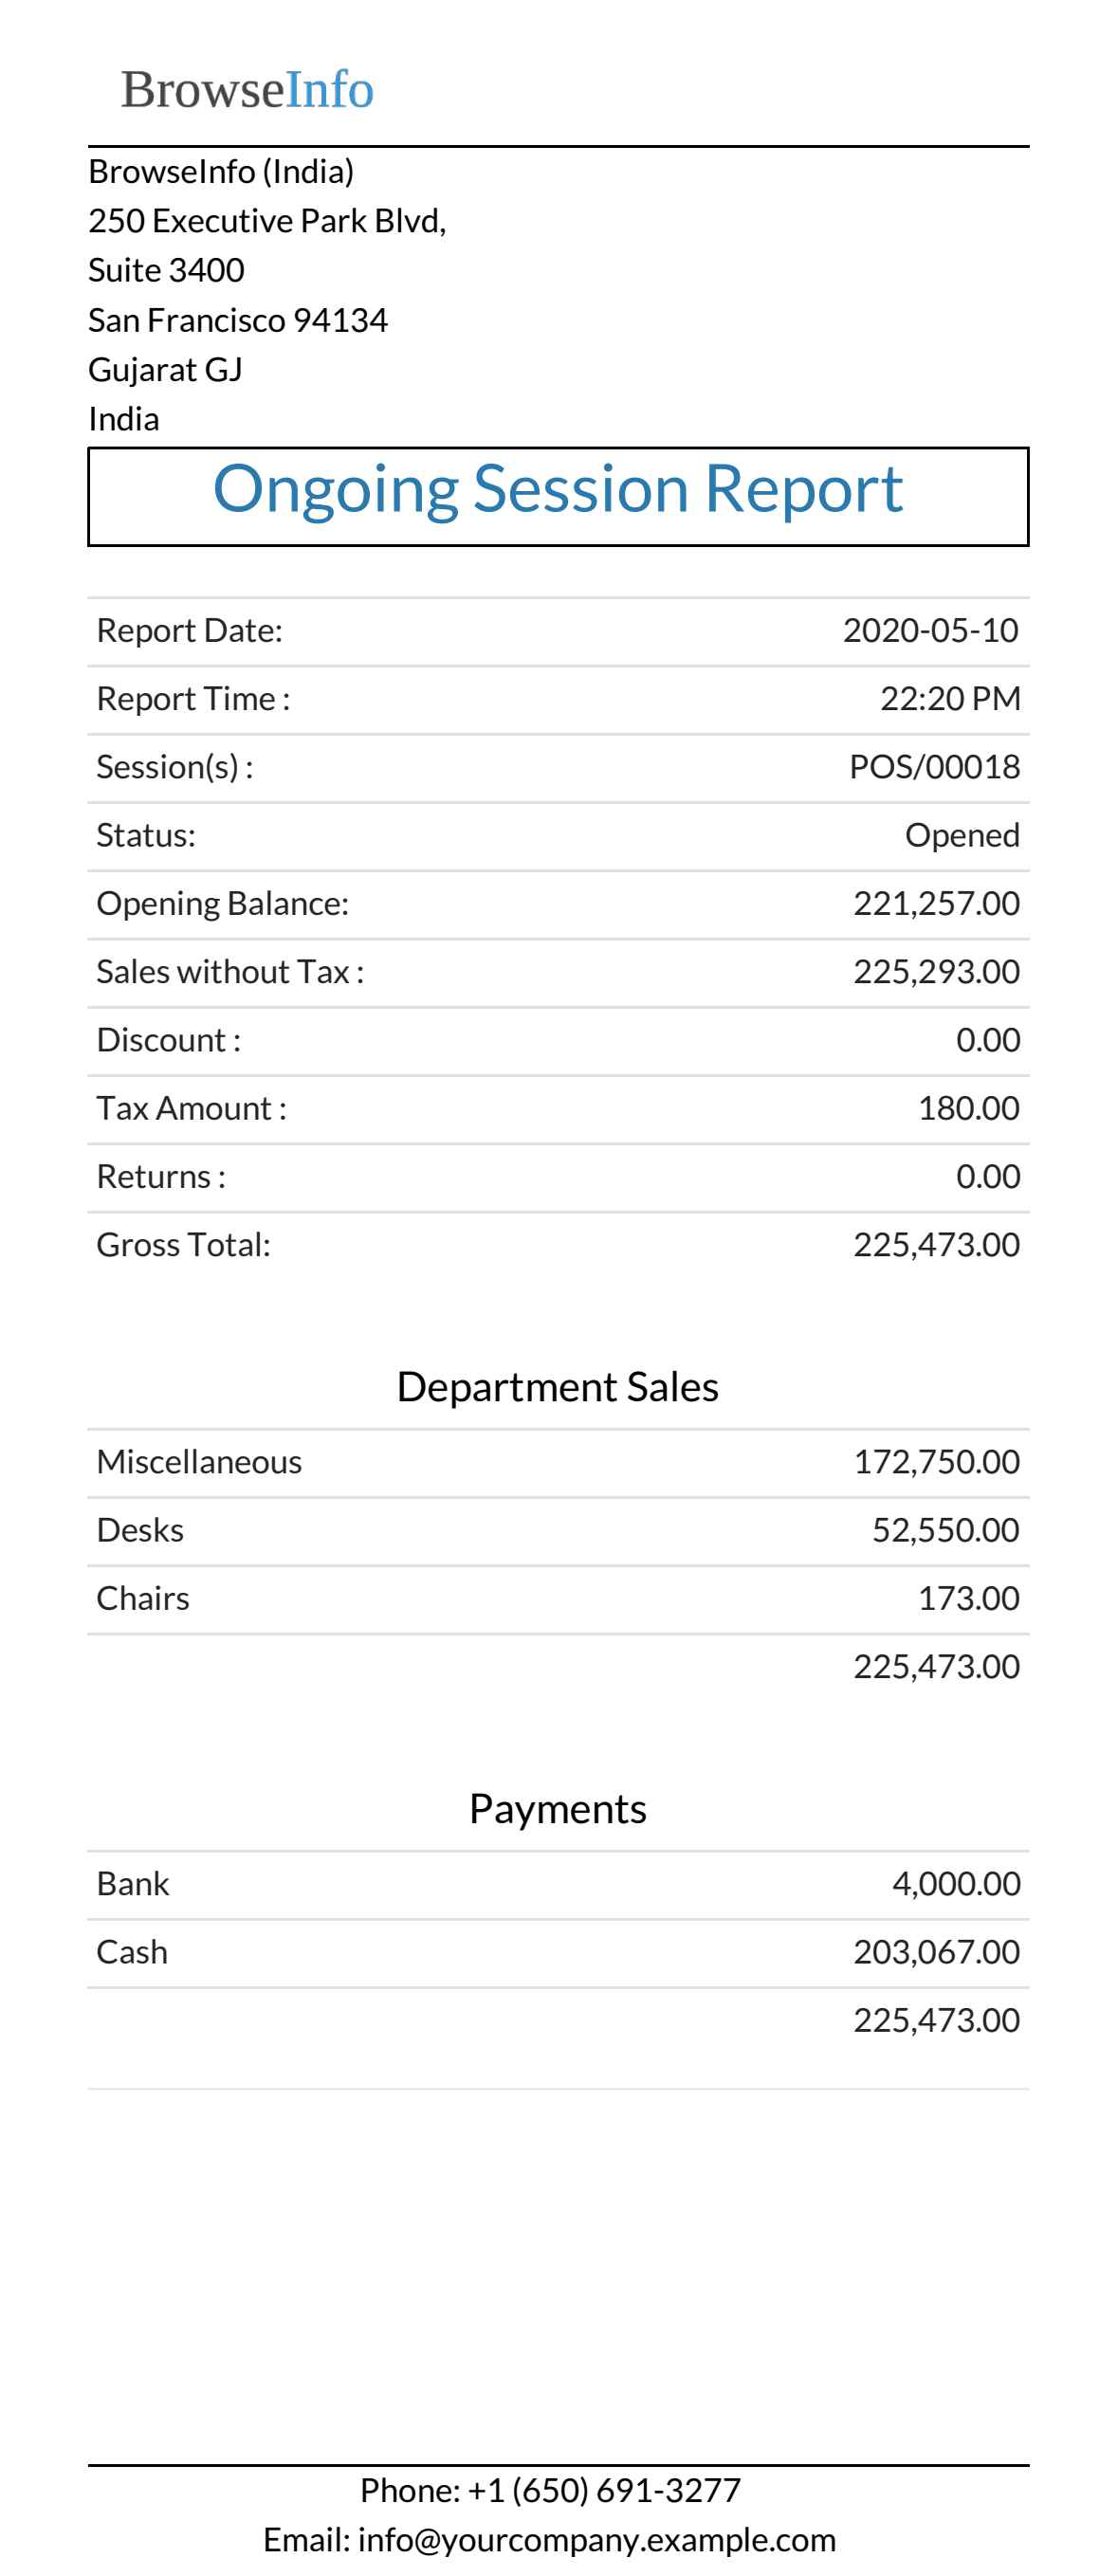 BrowseInfo
BrowseInfo (India)
250 Executive Park Blvd,
Suite 3400
San Francisco 94134
Gujarat GJ
India
Ongoing Session Report
Report Date: 2020-05-10
Report Time : 22:20 PM
Session(s) : POS/00018
Status: Opened
Opening Balance: 221,257.00
Sales without Tax : 225,293.00
Discount : 0.00
Tax Amount : 180.00
Returns : 0.00
Gross Total: 225,473.00
Department Sales
Miscellaneous 172,750.00
Desks 52,550.00
Chairs 173.00
225,473.00
Payments
Bank 4,000.00
Cash 203,067.00
225,473.00
Phone: +1 (650) 691-3277
Email: info@yourcompany.example.com